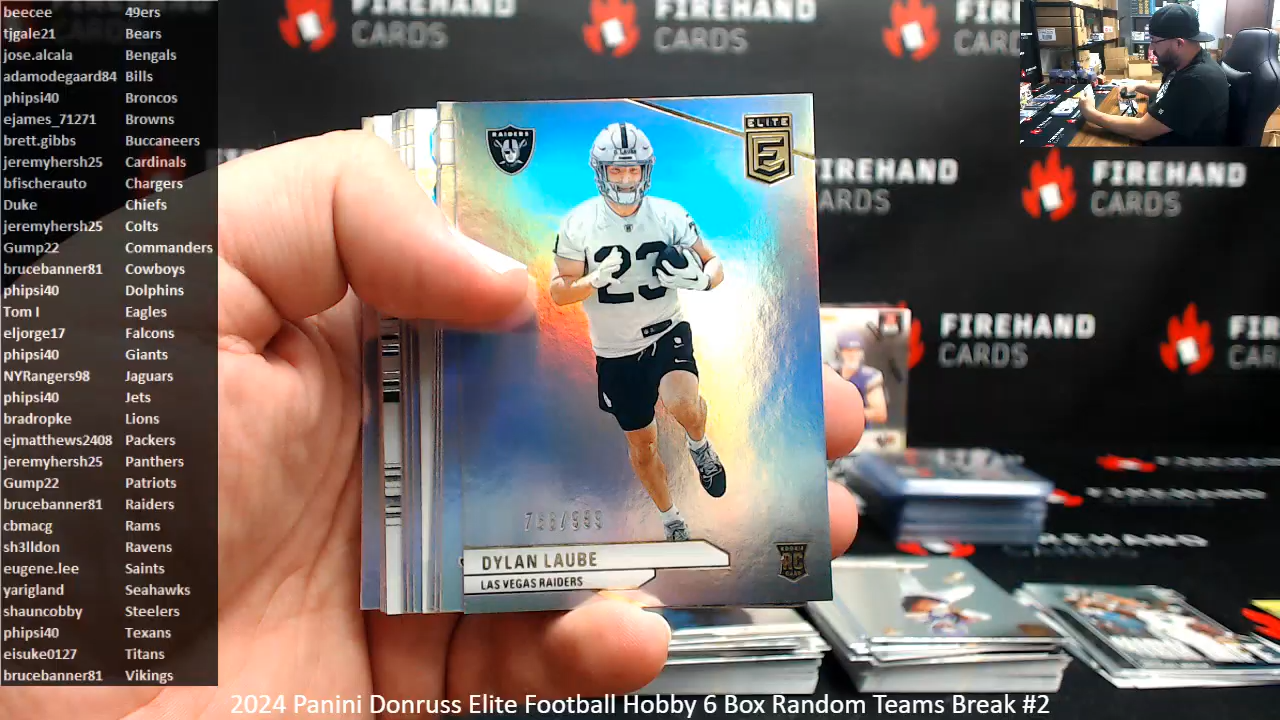 beecee 49ers
tjgale21 Bears
jose.alcala Bengals
adamodegaard84 Bills
phipsi40 Broncos
ejames_71271 Browns
brett.gibbs Buccaneers
jeremyhersh25 Cardinals
bfischerauto Chargers
Duke Chiefs
jeremyhersh25 Colts
Gump22 Commanders
brucebanner81 Cowboys
phipsi40 Dolphins
Tom I Eagles
eljorge17 Falcons
phipsi40 Giants
NYRangers98 Jaguars
phipsi40 Jets
bradropke Lions
ejmatthews2408 Packers
jeremyhersh25 Panthers
Gump22 Patriots
brucebanner81 Raiders
cbmacg Rams
sh3lldon Ravens
eugene.lee Saints
yarigland Seahawks
shauncobby Steelers
phipsi40 Texans
eisuke0127 Titans
brucebanner81 Vikings
FIREHAND
CARDS
FIREHAND
CARDS
FIREHAND
CARDS
FIREHAND
CARDS
RAIDERS
ELITE
E
23
DYLAN LAUBE
LAS VEGAS RAIDERS
ROOKIE
RC
2024 Panini Donruss Elite Football Hobby 6 Box Random Teams Break #2